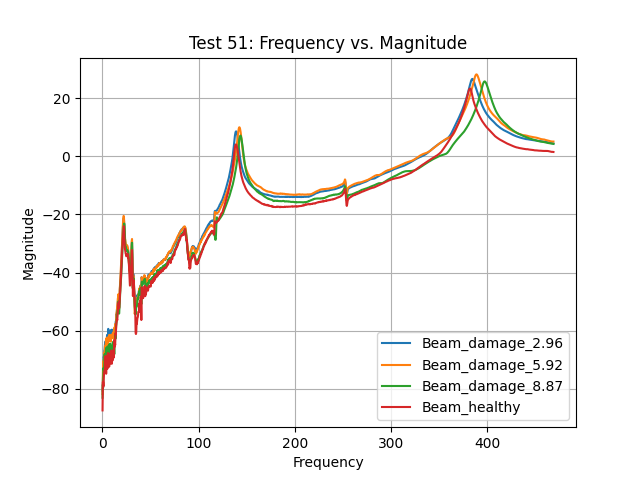 Test 51: Frequency vs. Magnitude
Magnitude
20
0
−20
−40
−60
−80
0
100
200
300
400
Frequency
Beam_damage_2.96
Beam_damage_5.92
Beam_damage_8.87
Beam_healthy